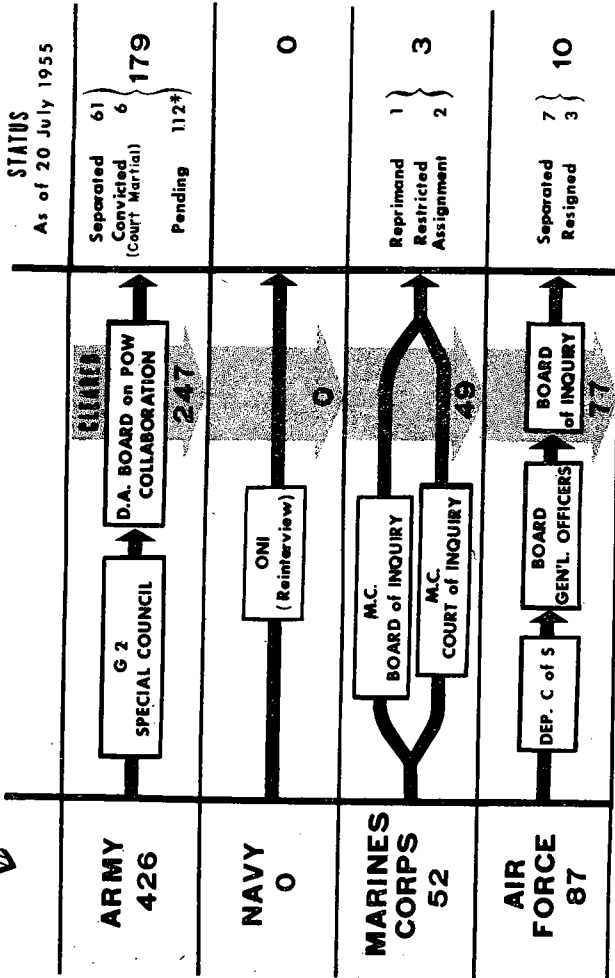 STATUS
As of 20 July 1955
ARMY
426
G 2
SPECIAL COUNCIL
CLEARED
D.A. BOARD on POW
COLLABORATION
247
Separated 61
Convicted 6
(Court Martial)
Pending 112*
179
NAVY
0
ONI
(Reinterview)
0
0
MARINES
CORPS
52
M.C.
BOARD of INQUIRY
M.C.
COURT of INQUIRY
49
Reprimand 1
Restricted
Assignment 2
3
AIR
FORCE
87
DEP. C of S
BOARD
GEN'L. OFFICERS
BOARD
of INQUIRY
77
Separated 7
Resigned 3
10